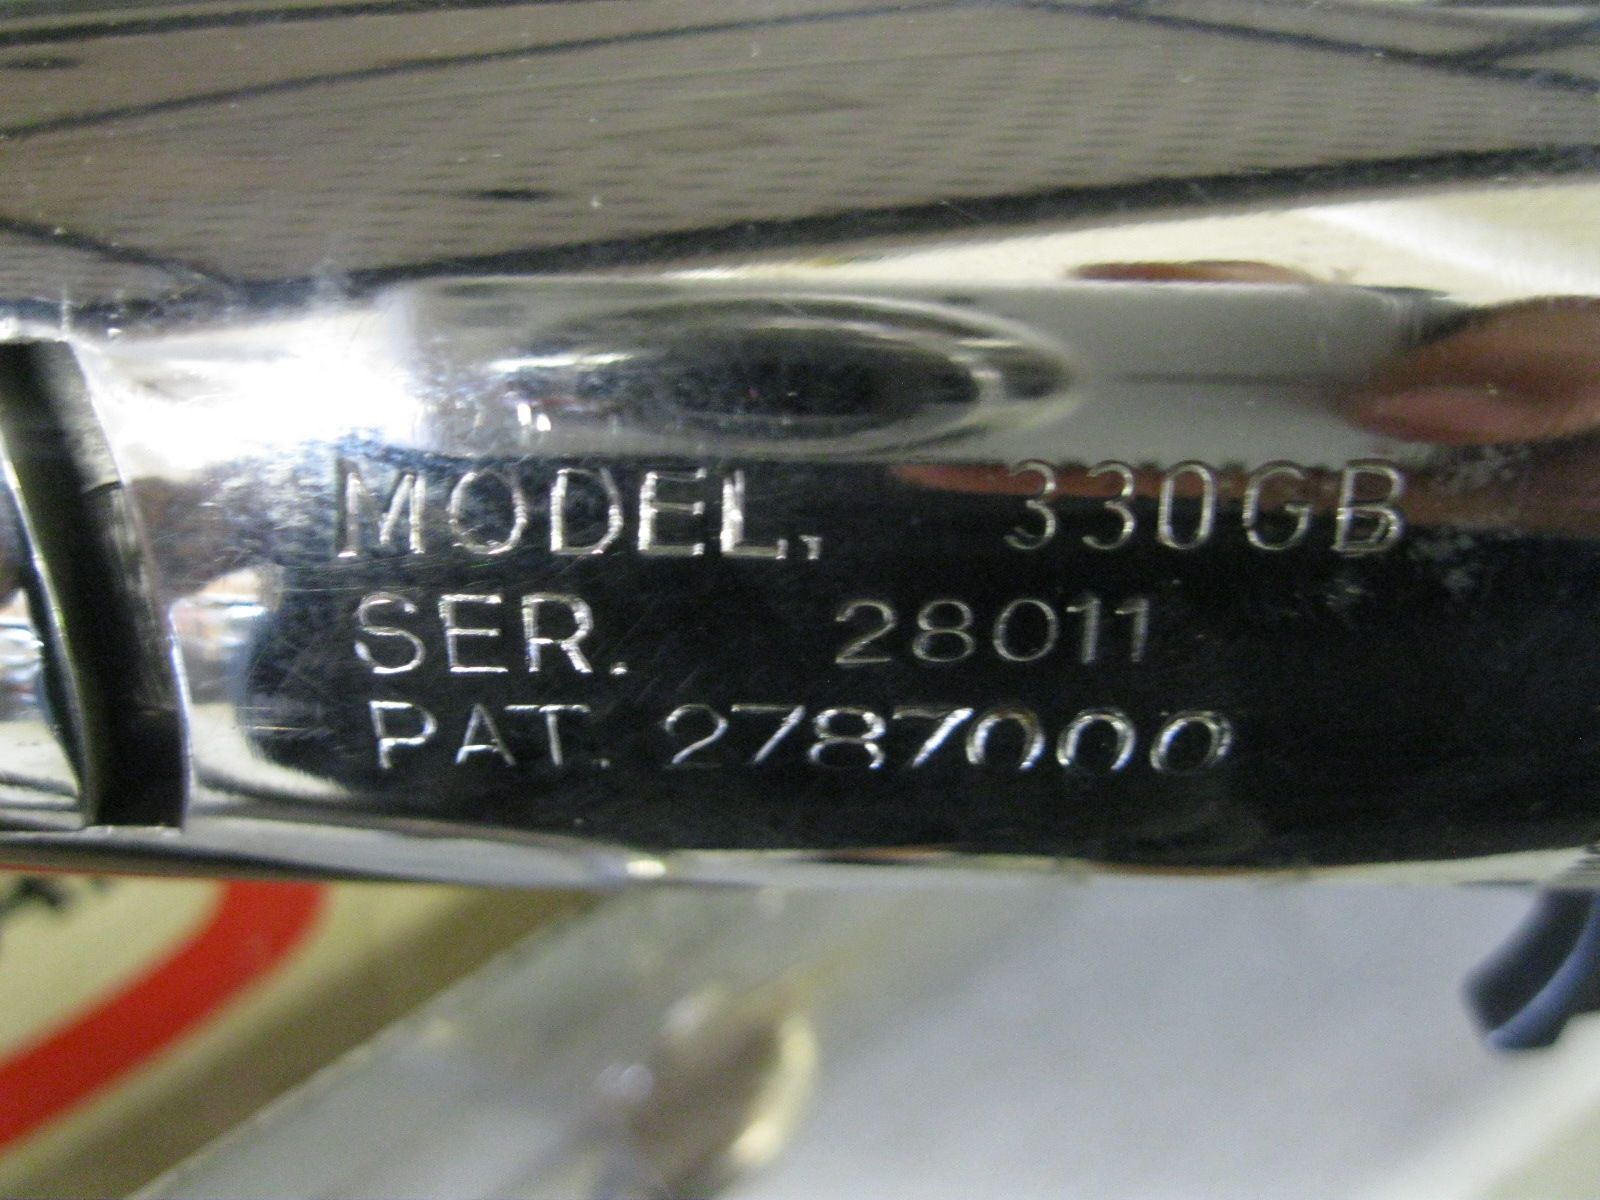 MODEL. 330GB
SER. 28011
PAT. 2787000